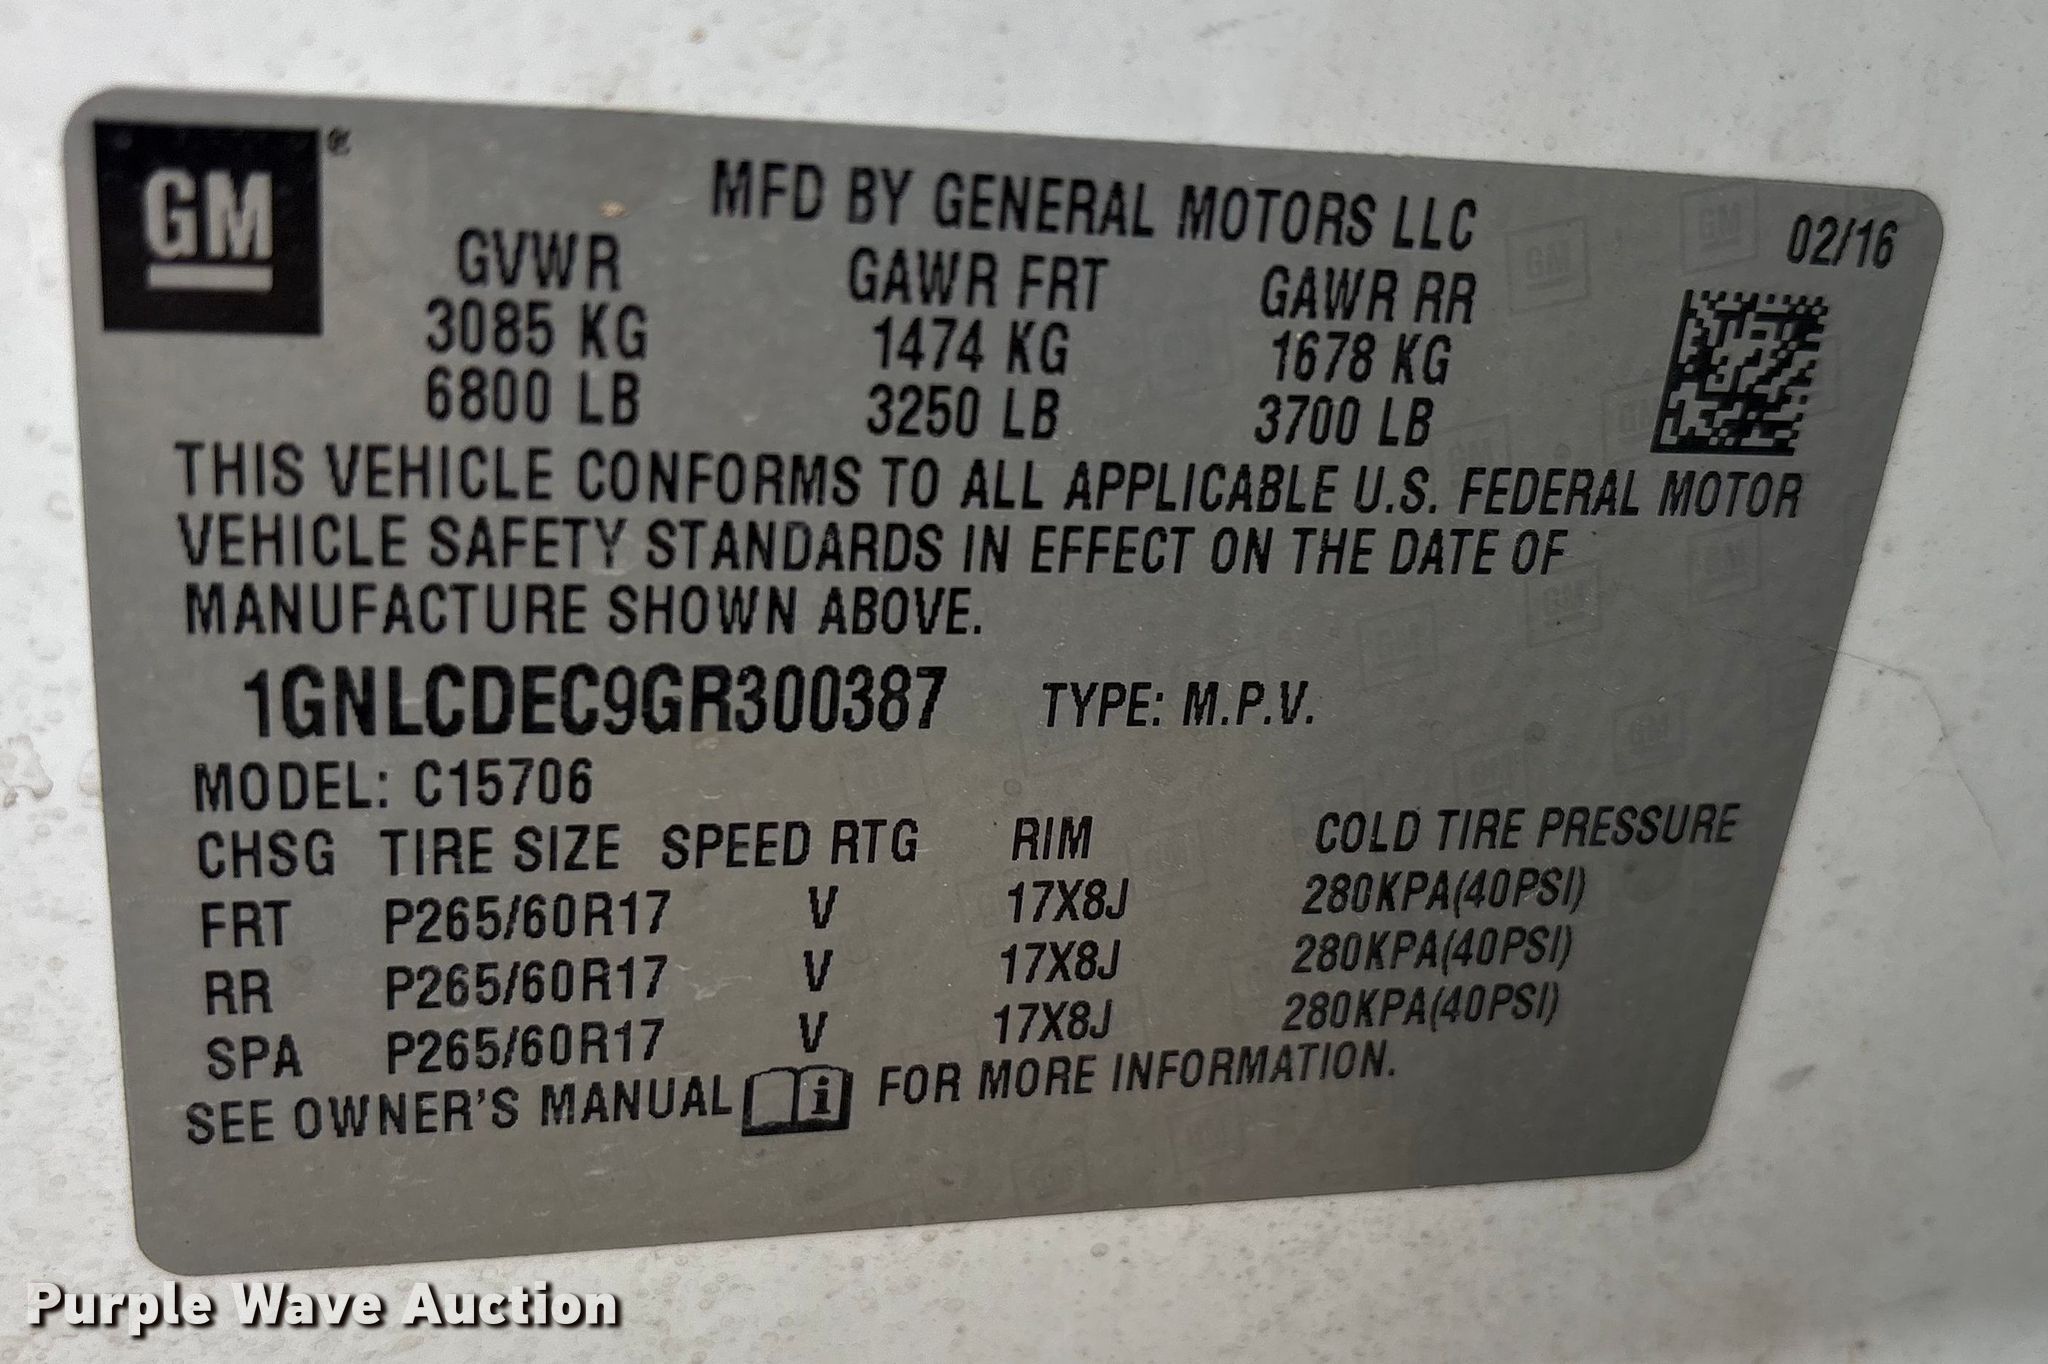 GM®
MFD BY GENERAL MOTORS LLC 02/16
GVWR GAWR FRT GAWR RR
3085 KG 1474 KG 1678 KG
6800 LB 3250 LB 3700 LB
THIS VEHICLE CONFORMS TO ALL APPLICABLE U.S. FEDERAL MOTOR
VEHICLE SAFETY STANDARDS IN EFFECT ON THE DATE OF
MANUFACTURE SHOWN ABOVE.
1GNLCDEC9GR300387 TYPE: M.P.V.
MODEL: C15706
CHSG TIRE SIZE SPEED RTG RIM COLD TIRE PRESSURE
FRT P265/60R17 V 17X8J 280KPA(40PSI)
RR P265/60R17 V 17X8J 280KPA(40PSI)
SPA P265/60R17 V 17X8J 280KPA(40PSI)
SEE OWNER'S MANUAL i FOR MORE INFORMATION.
Purple Wave Auction